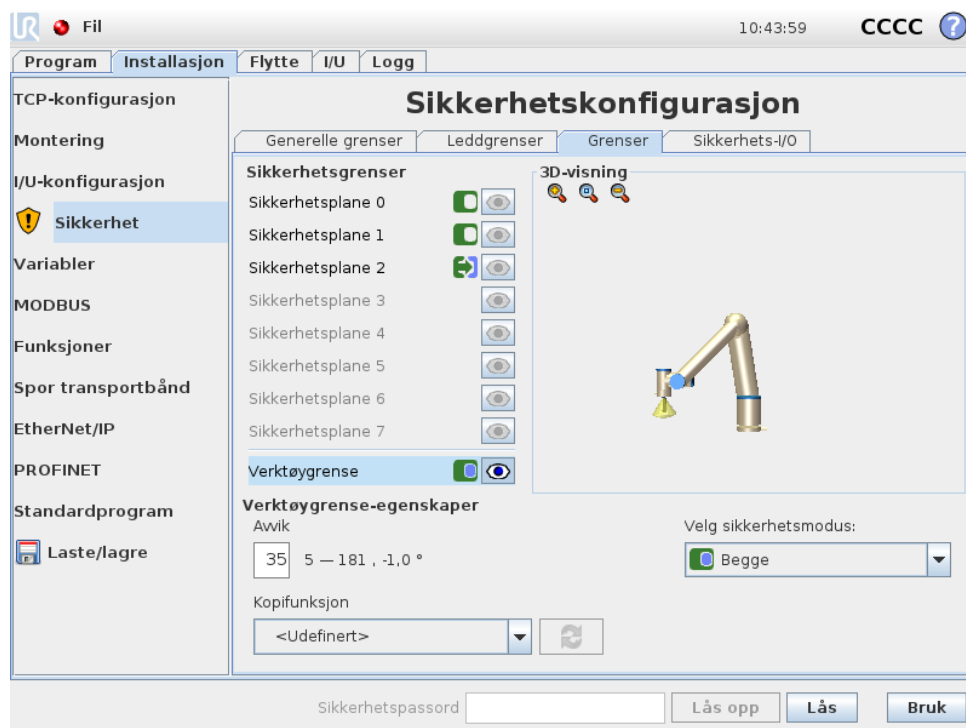 UR Fil 10:43:59 CCCC ?
Program Installasjon Flytte I/U Logg
TCP-konfigurasjon
Montering
I/U-konfigurasjon
Sikkerhet
Variabler
MODBUS
Funksjoner
Spor transportbånd
EtherNet/IP
PROFINET
Standardprogram
Laste/lagre
Sikkerhetskonfigurasjon
Generelle grenser Leddgrenser Grenser Sikkerhets-I/O
Sikkerhetsgrenser
Sikkerhetsplane 0
Sikkerhetsplane 1
Sikkerhetsplane 2
Sikkerhetsplane 3
Sikkerhetsplane 4
Sikkerhetsplane 5
Sikkerhetsplane 6
Sikkerhetsplane 7
Verktøygrense
3D-visning
Verktøygrense-egenskaper
Avvik
35 5 — 181 , -1,0 °
Velg sikkerhetsmodus:
Begge
Kopifunksjon
<Udefinert>
Sikkerhetspassord Lås opp Lås Bruk